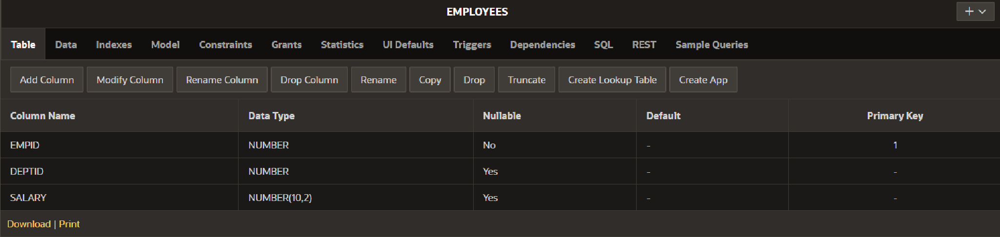 EMPLOYEES
Table Data Indexes Model Constraints Grants Statistics UI Defaults Triggers Dependencies SQL REST Sample Queries
Add Column Modify Column Rename Column Drop Column Rename Copy Drop Truncate Create Lookup Table Create App
Column Name Data Type Nullable Default Primary Key
EMPID NUMBER No - 1
DEPTID NUMBER Yes - -
SALARY NUMBER(10,2) Yes - -
Download | Print